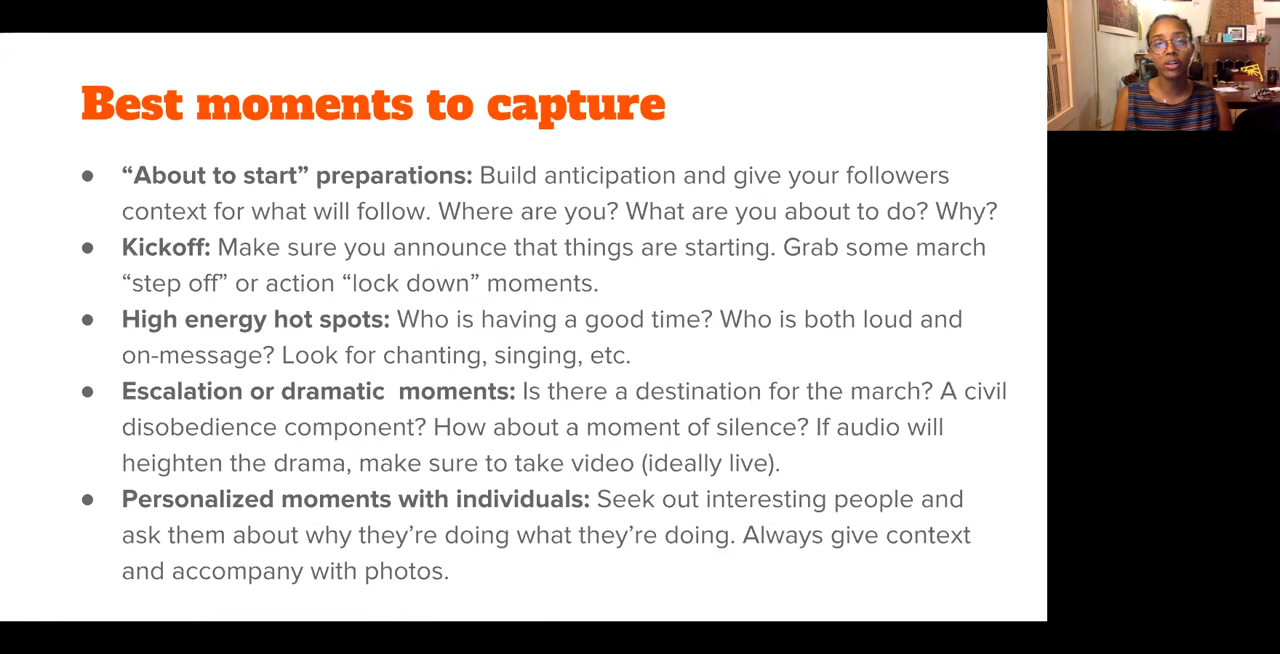 Best moments to capture
● “About to start” preparations: Build anticipation and give your followers
context for what will follow. Where are you? What are you about to do? Why?
● Kickoff: Make sure you announce that things are starting. Grab some march
“step off” or action “lock down” moments.
● High energy hot spots: Who is having a good time? Who is both loud and
on-message? Look for chanting, singing, etc.
● Escalation or dramatic  moments: Is there a destination for the march? A civil
disobedience component? How about a moment of silence? If audio will
heighten the drama, make sure to take video (ideally live).
● Personalized moments with individuals: Seek out interesting people and
ask them about why they’re doing what they’re doing. Always give context
and accompany with photos.